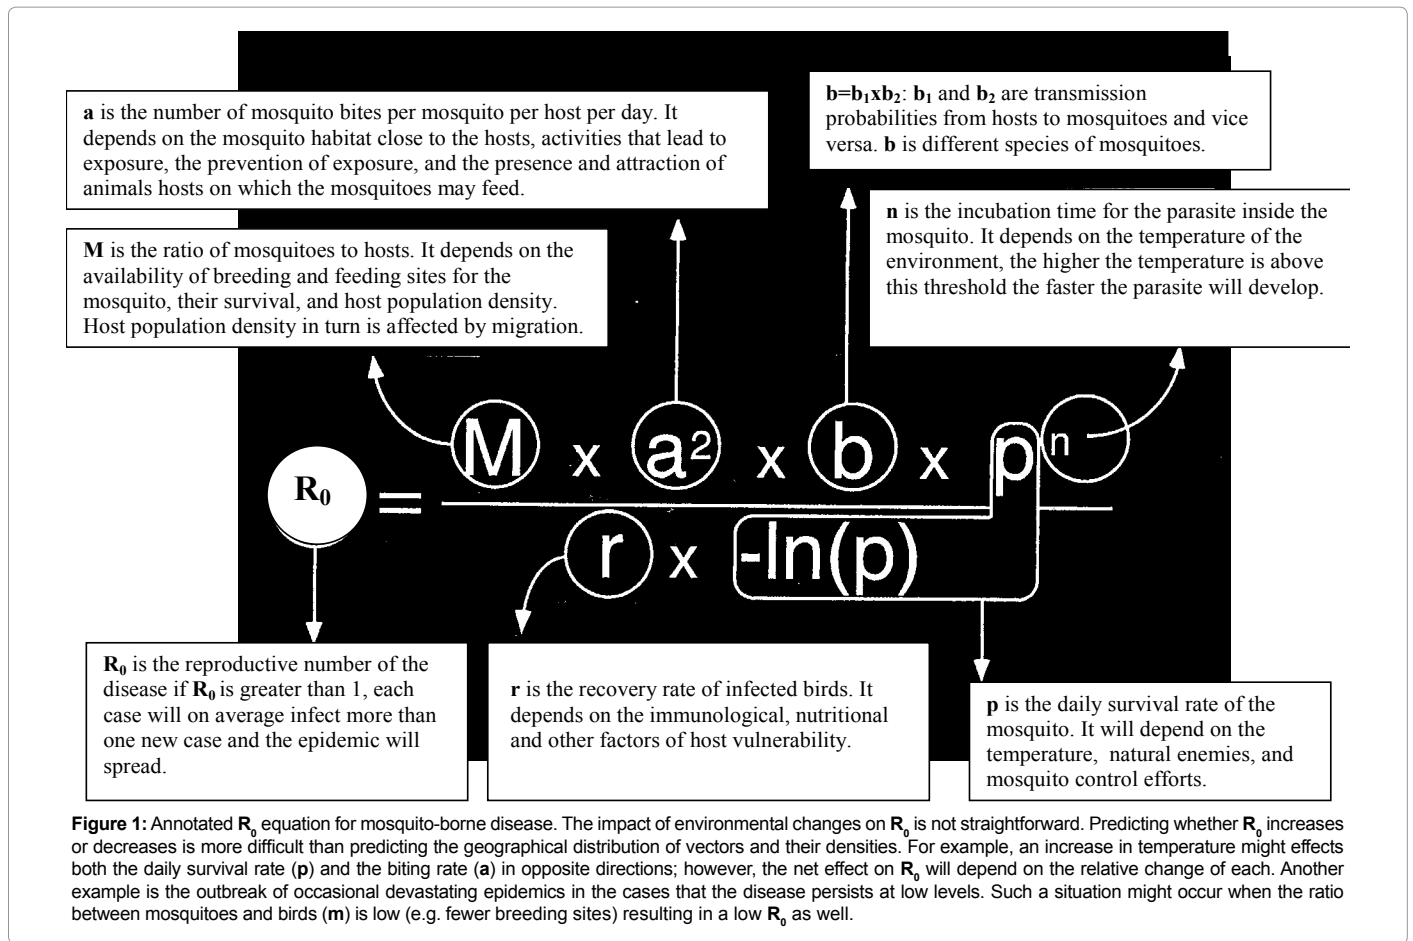 a is the number of mosquito bites per mosquito per host per day. It
depends on the mosquito habitat close to the hosts, activities that lead to
exposure, the prevention of exposure, and the presence and attraction of
animals hosts on which the mosquitoes may feed.
b=b₁xb₂: b₁ and b₂ are transmission
probabilities from hosts to mosquitoes and vice
versa. b is different species of mosquitoes.
M is the ratio of mosquitoes to hosts. It depends on the
availability of breeding and feeding sites for the
mosquito, their survival, and host population density.
Host population density in turn is affected by migration.
n is the incubation time for the parasite inside the
mosquito. It depends on the temperature of the
environment, the higher the temperature is above
this threshold the faster the parasite will develop.
M x a² x b x pⁿ
R₀ =
r x -ln(p)
R₀ is the reproductive number of the
disease if R₀ is greater than 1, each
case will on average infect more than
one new case and the epidemic will
spread.
r is the recovery rate of infected birds. It
depends on the immunological, nutritional
and other factors of host vulnerability.
p is the daily survival rate of the
mosquito. It will depend on the
temperature, natural enemies, and
mosquito control efforts.
Figure 1: Annotated R₀ equation for mosquito-borne disease. The impact of environmental changes on R₀ is not straightforward. Predicting whether R₀ increases
or decreases is more difficult than predicting the geographical distribution of vectors and their densities. For example, an increase in temperature might effects
both the daily survival rate (p) and the biting rate (a) in opposite directions; however, the net effect on R₀ will depend on the relative change of each. Another
example is the outbreak of occasional devastating epidemics in the cases that the disease persists at low levels. Such a situation might occur when the ratio
between mosquitoes and birds (m) is low (e.g. fewer breeding sites) resulting in a low R₀ as well.